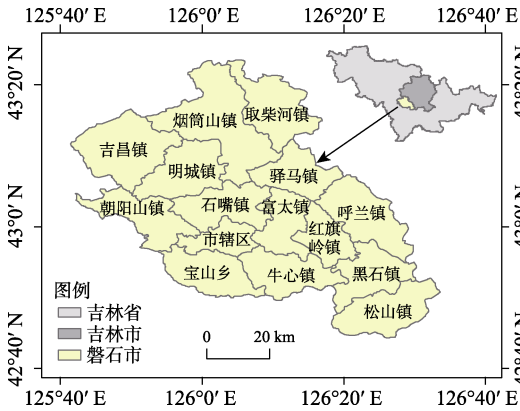 125°40′ E 126°0′ E 126°20′ E 126°40′ E
43°20′ N
43°0′ N
42°40′ N
43°20′ N
43°0′ N
42°40′ N
烟筒山镇
取柴河镇
吉昌镇
明城镇
驿马镇
朝阳山镇
石嘴镇
富太镇
呼兰镇
市辖区
红旗
岭镇
宝山乡
牛心镇
黑石镇
松山镇
图例
吉林省
吉林市
磐石市
0 20 km
125°40′ E 126°0′ E 126°20′ E 126°40′ E